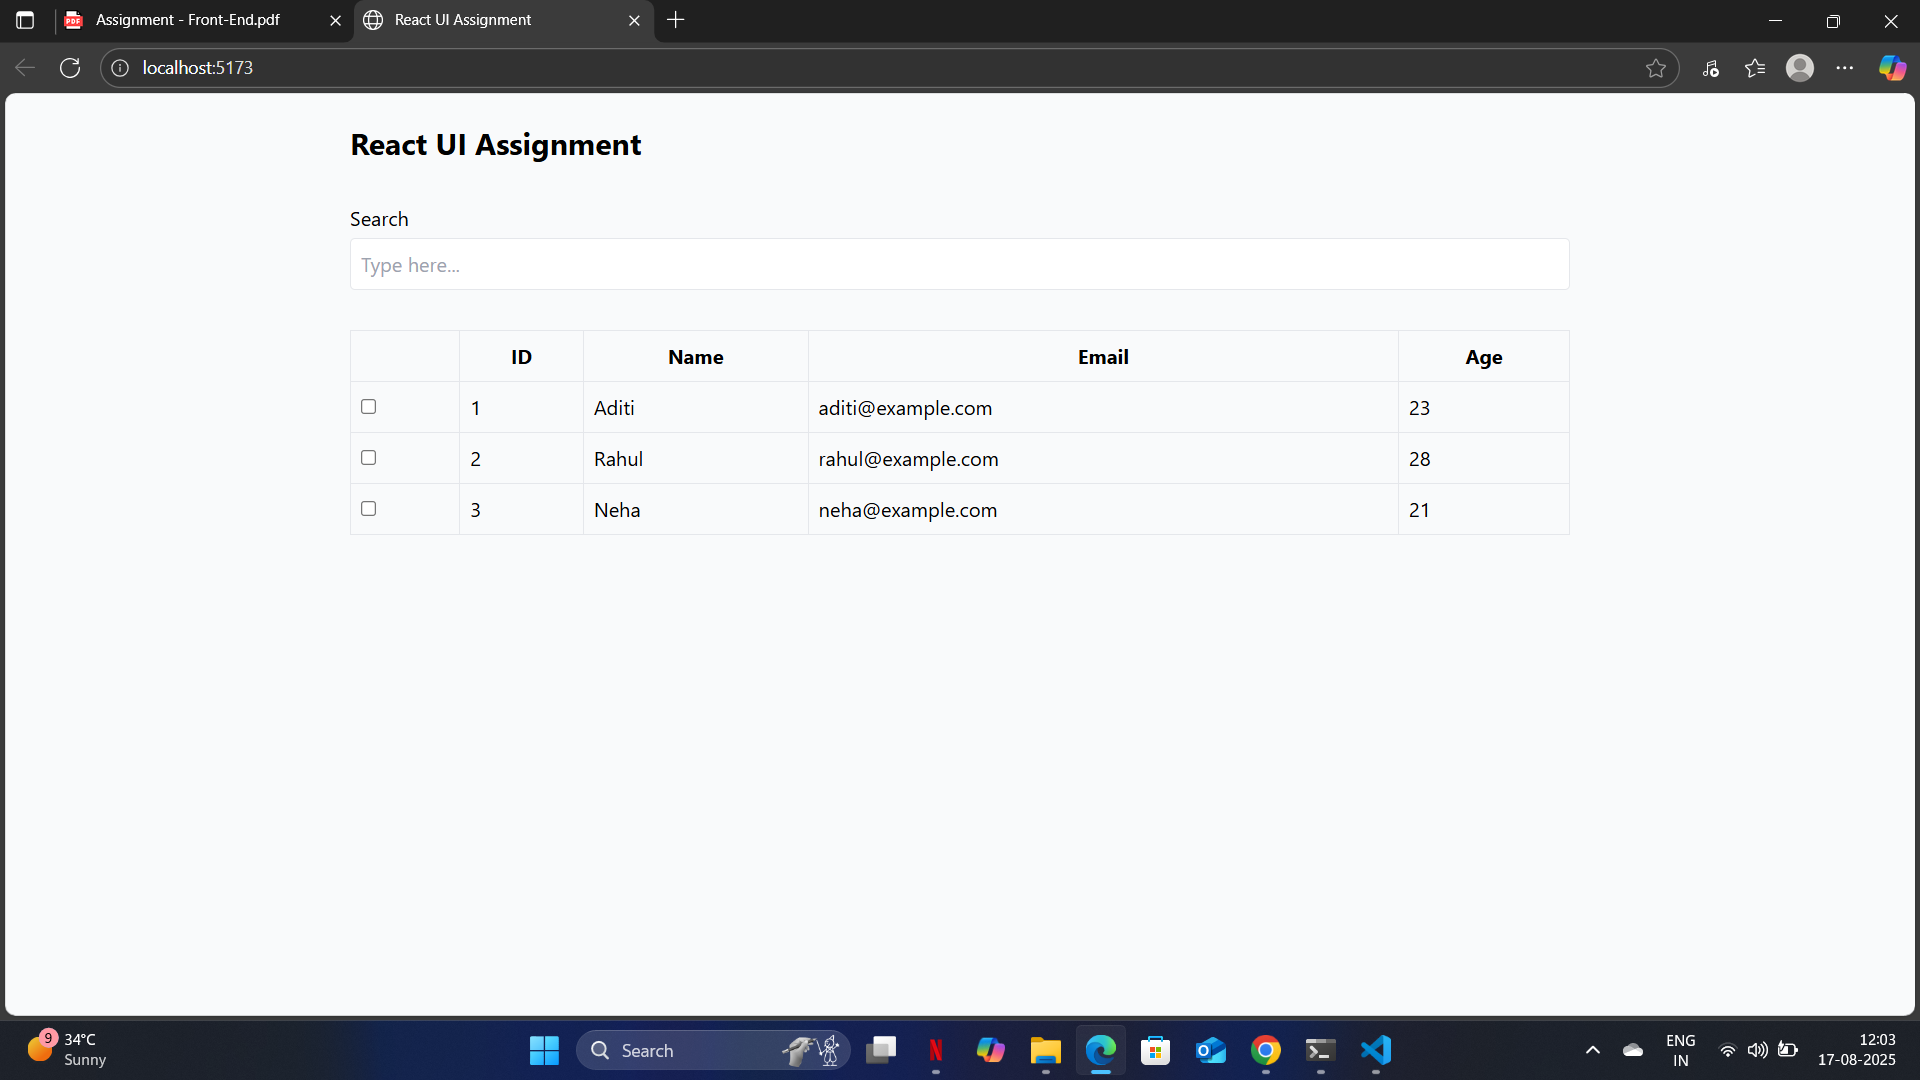 Assignment - Front-End.pdf
React UI Assignment
localhost:5173
React UI Assignment
Search
Type here...
ID Name Email Age
1 Aditi aditi@example.com 23
2 Rahul rahul@example.com 28
3 Neha neha@example.com 21
9
34°C
Sunny
Search
ENG
IN
12:03
17-08-2025